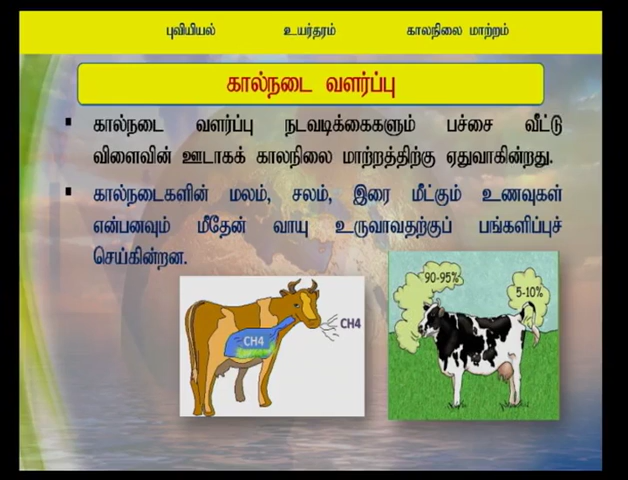 புவியியல் உயர்தரம் காலநிலை மாற்றம்
கால்நடை வளர்ப்பு
கால்நடை வளர்ப்பு நடவடிக்கைகளும் பச்சை வீட்டு
விளைவின் ஊடாகக் காலநிலை மாற்றத்திற்கு ஏதுவாகின்றது.
கால்நடைகளின் மலம், சலம், இரை மீட்கும் உணவுகள்
என்பனவும் மீதேன் வாயு உருவாவதற்குப் பங்களிப்புச்
செய்கின்றன.
CH4
CH4
90-95%
5-10%